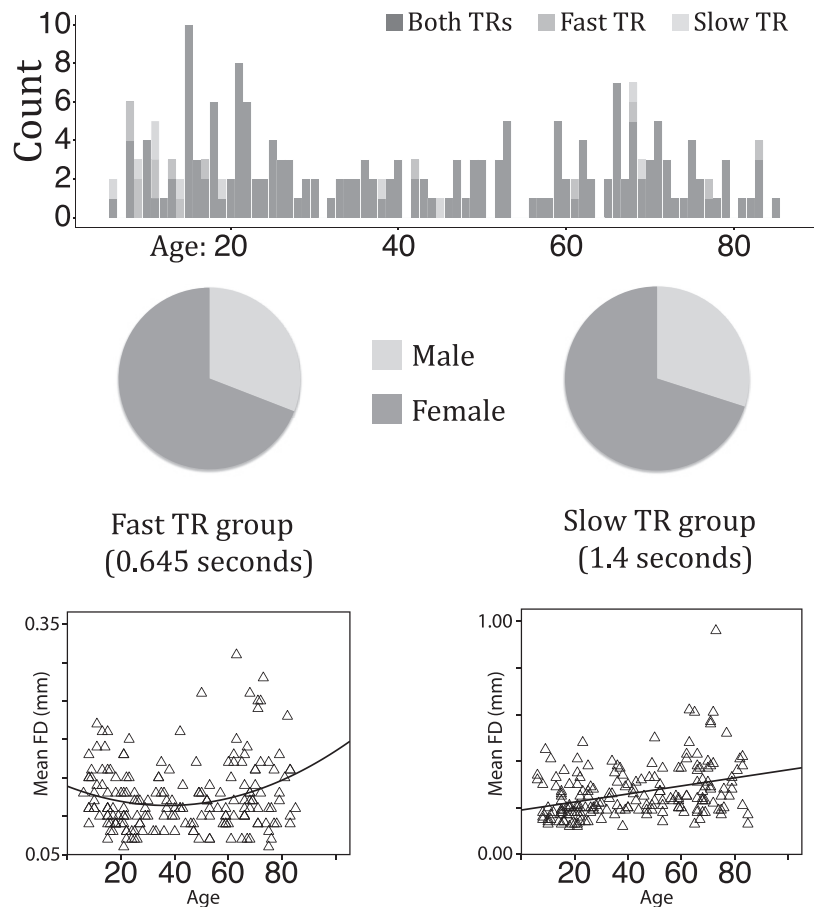 10
8
6
4
2
0
Count
Both TRs Fast TR Slow TR
Age: 20 40 60 80
Male
Female
Fast TR group
(0.645 seconds)
Slow TR group
(1.4 seconds)
0.35
Mean FD (mm)
0.05
20 40 60 80
Age
1.00
Mean FD (mm)
0.00
20 40 60 80
Age